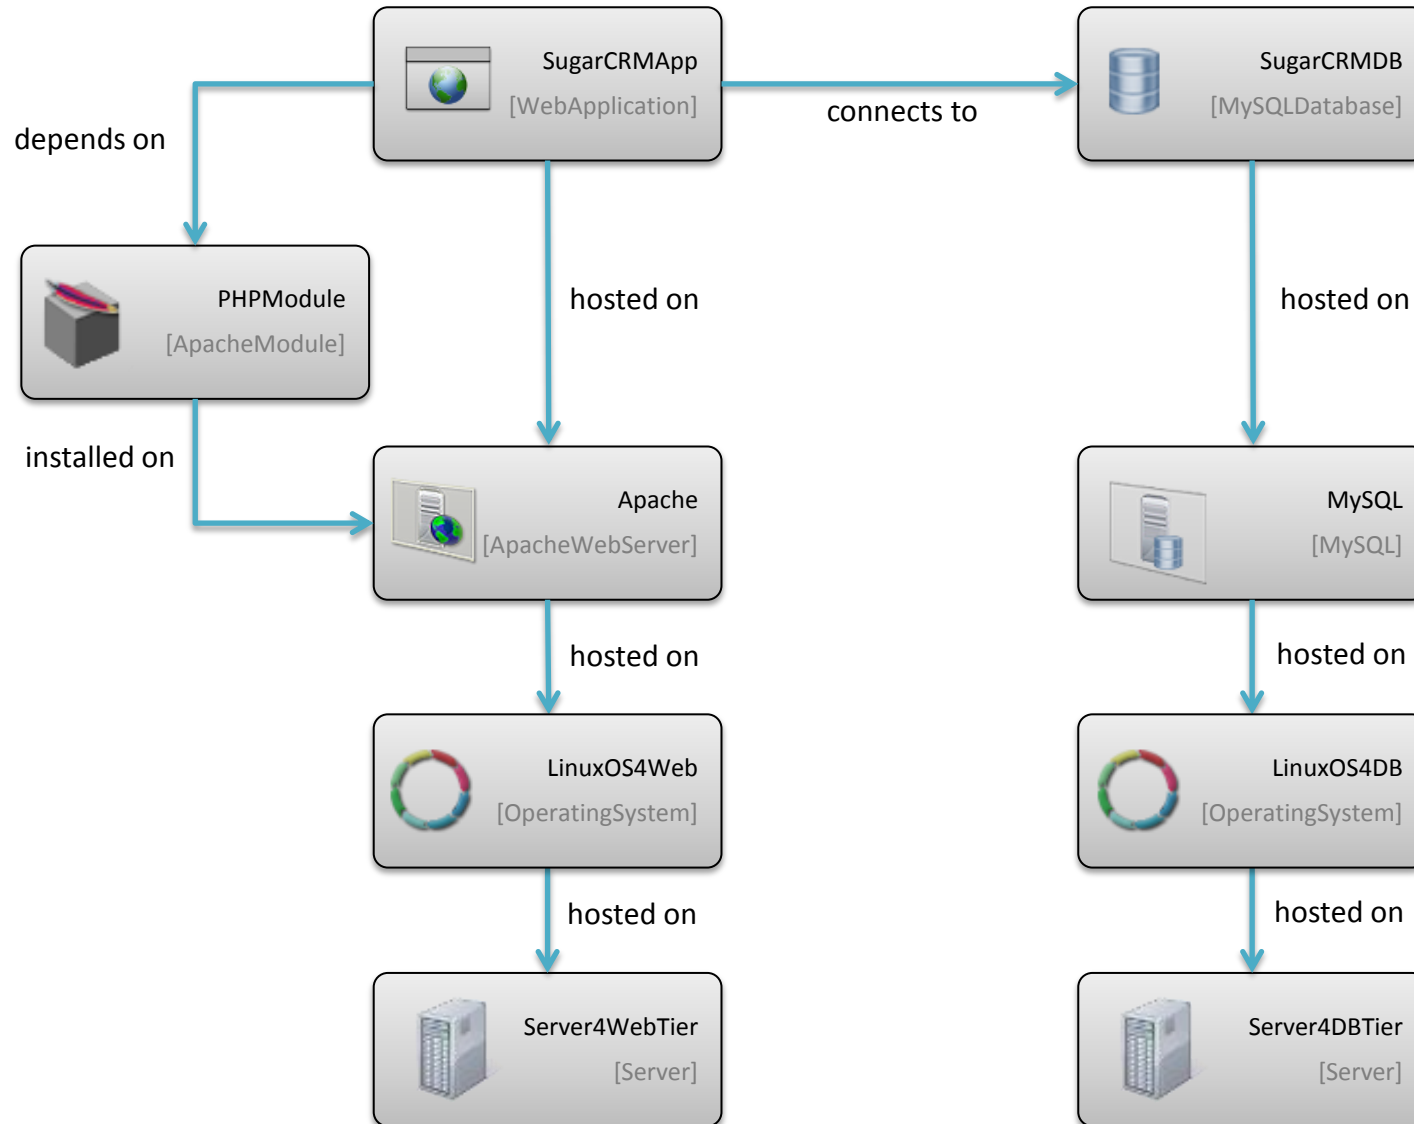 SugarCRMApp
[WebApplication]
SugarCRMDB
[MySQLDatabase]
connects to
depends on
PHPModule
[ApacheModule]
hosted on
hosted on
installed on
Apache
[ApacheWebServer]
MySQL
[MySQL]
hosted on
hosted on
LinuxOS4Web
[OperatingSystem]
LinuxOS4DB
[OperatingSystem]
hosted on
hosted on
Server4WebTier
[Server]
Server4DBTier
[Server]